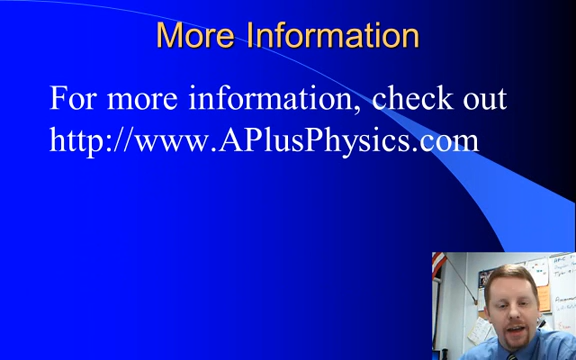 More Information
For more information, check out
http://www.APlusPhysics.com